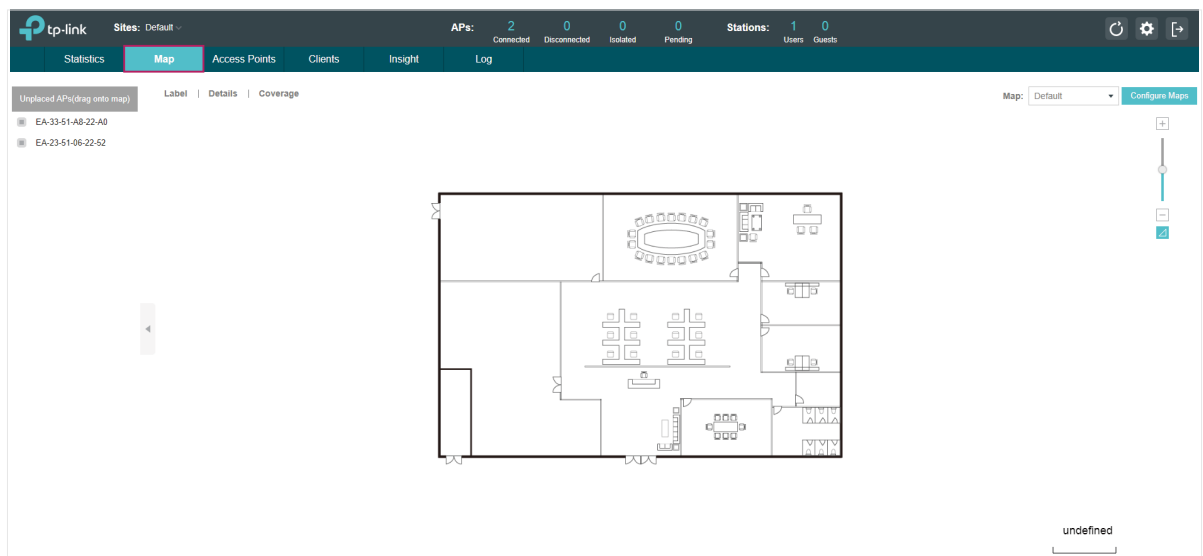 tp-link Sites: Default APs: 2 0 0 0 Stations: 1 0
Connected Disconnected Isolated Pending Users Guests
Statistics Map Access Points Clients Insight Log
Unplaced APs(drag onto map) Label | Details | Coverage Map: Default Configure Maps
EA-33-51-A8-22-A0
EA-23-51-06-22-52
undefined